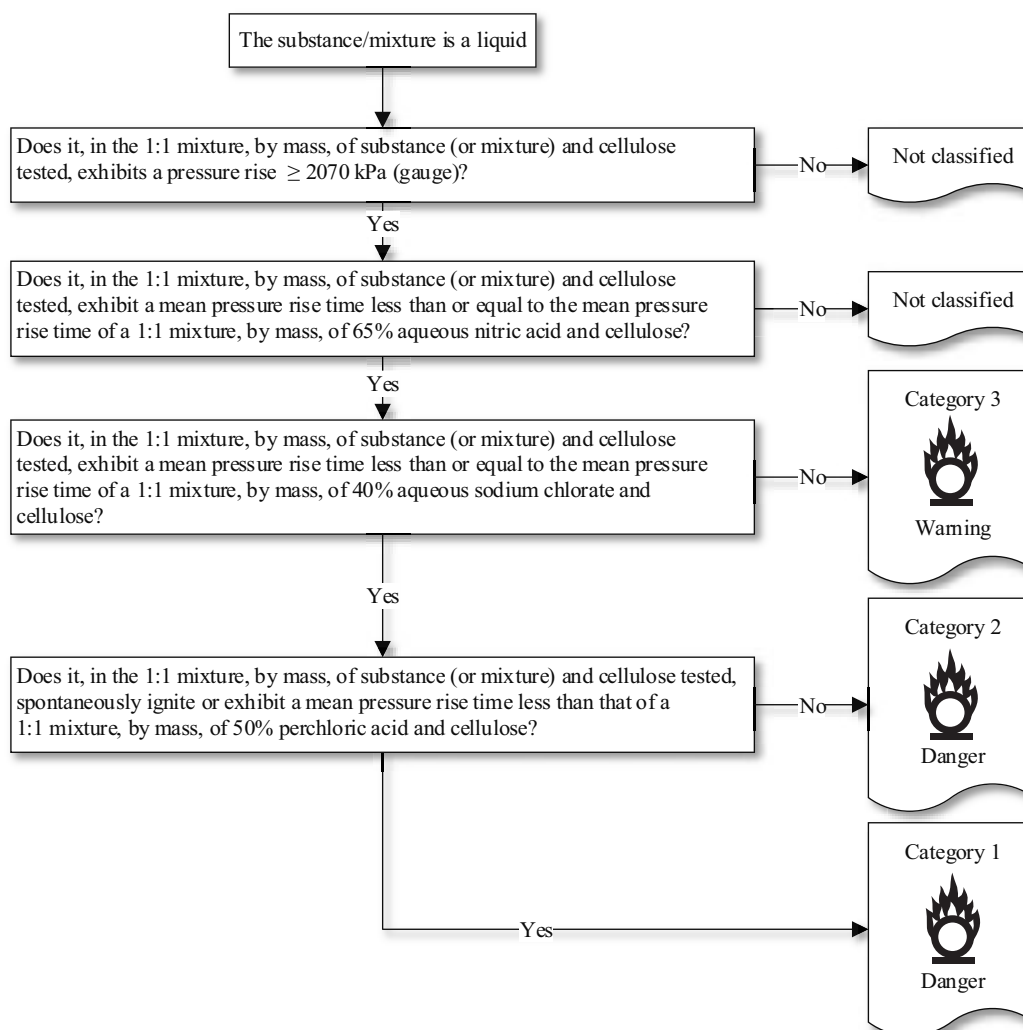 The substance/mixture is a liquid
Does it, in the 1:1 mixture, by mass, of substance (or mixture) and cellulose
tested, exhibits a pressure rise ≥ 2070 kPa (gauge)?
No
Not classified
Yes
Does it, in the 1:1 mixture, by mass, of substance (or mixture) and cellulose
tested, exhibit a mean pressure rise time less than or equal to the mean pressure
rise time of a 1:1 mixture, by mass, of 65% aqueous nitric acid and cellulose?
No
Not classified
Yes
Does it, in the 1:1 mixture, by mass, of substance (or mixture) and cellulose
tested, exhibit a mean pressure rise time less than or equal to the mean pressure
rise time of a 1:1 mixture, by mass, of 40% aqueous sodium chlorate and
cellulose?
No
Category 3
Warning
Yes
Does it, in the 1:1 mixture, by mass, of substance (or mixture) and cellulose tested,
spontaneously ignite or exhibit a mean pressure rise time less than that of a
1:1 mixture, by mass, of 50% perchloric acid and cellulose?
No
Category 2
Danger
Yes
Category 1
Danger